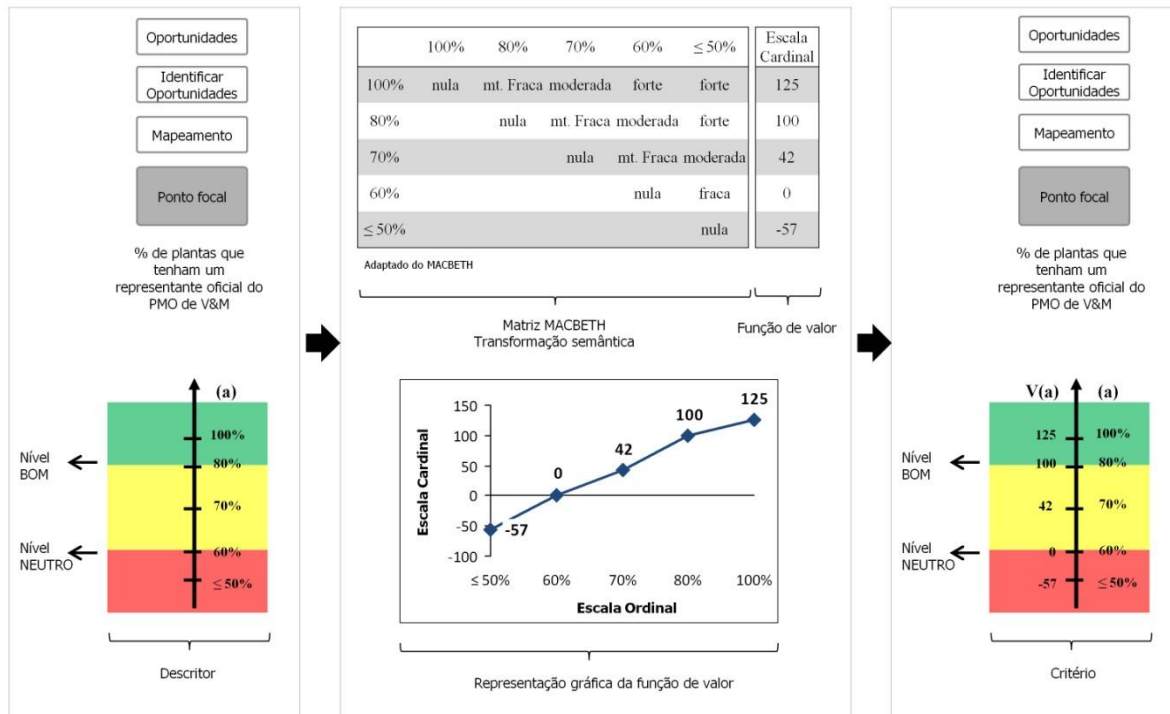 Oportunidades
Identificar
Oportunidades
Mapeamento
Ponto focal
% de plantas que
tenham um
representante oficial do
PMO de V&M
(a)
100%
Nível
BOM
80%
70%
Nível
NEUTRO
60%
≤ 50%
Descritor
100% 80% 70% 60% ≤ 50% Escala
Cardinal
100% nula mt. Fraca moderada forte forte 125
80% nula mt. Fraca moderada forte 100
70% nula mt. Fraca moderada 42
60% nula fraca 0
≤ 50% nula -57
Adaptado do MACBETH
Matriz MACBETH
Transformação semântica
Função de valor
Escala Cardinal
150
100
50
0
-50
-100
-57
0
42
100
125
≤ 50% 60% 70% 80% 100%
Escala Ordinal
Representação gráfica da função de valor
Oportunidades
Identificar
Oportunidades
Mapeamento
Ponto focal
% de plantas que
tenham um
representante oficial do
PMO de V&M
V(a) (a)
125 100%
Nível
BOM
100 80%
42 70%
Nível
NEUTRO
0 60%
-57 ≤ 50%
Critério